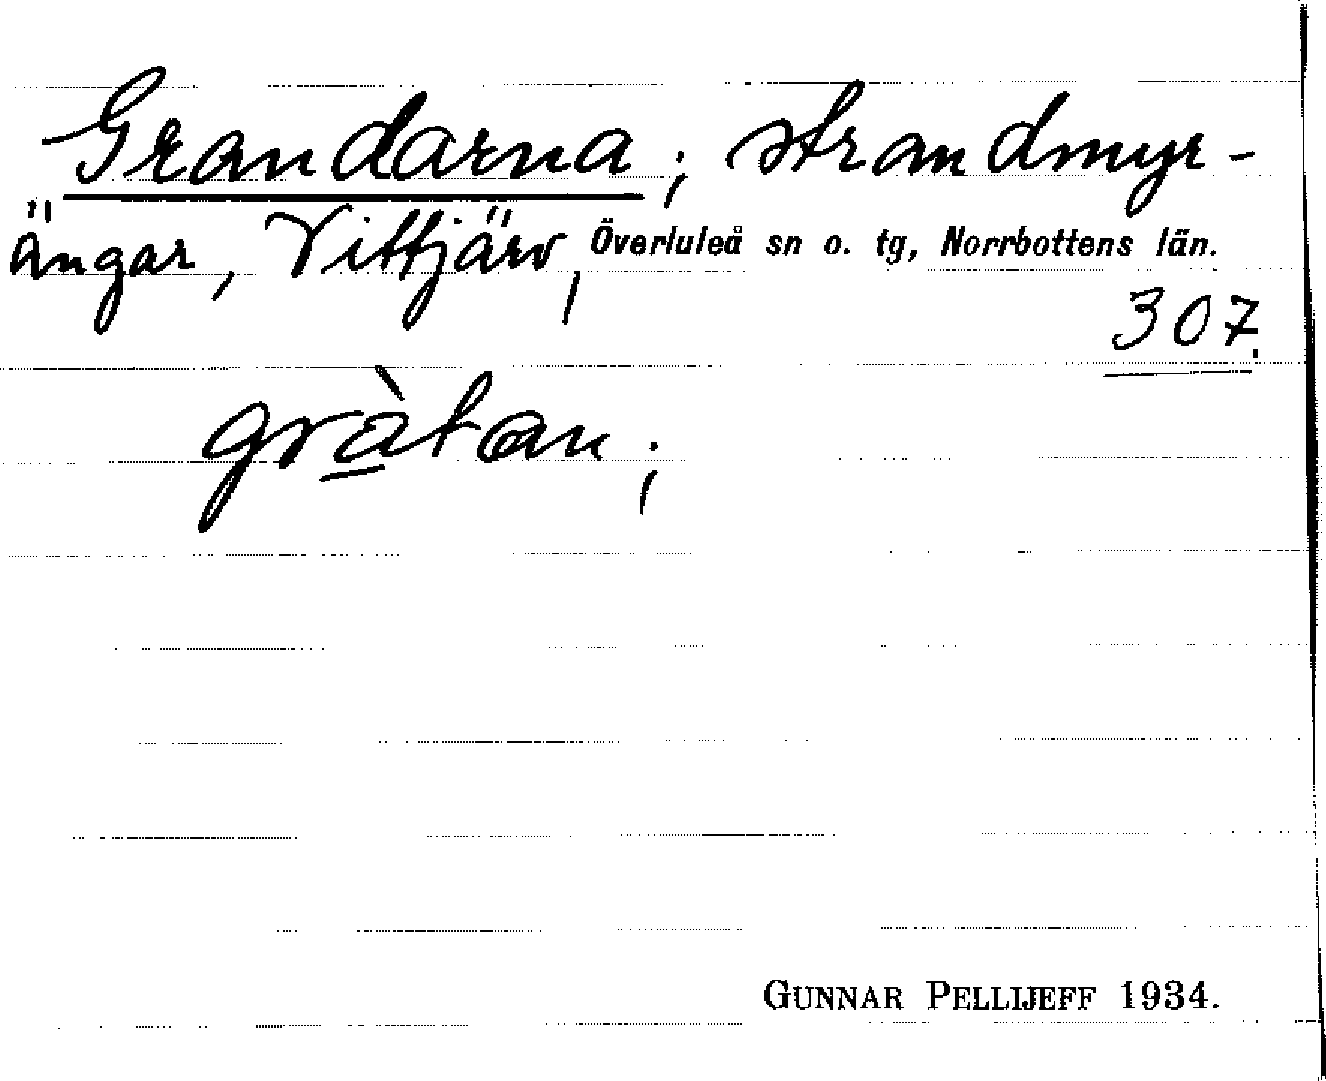 Grandarna; strandmyr-
ängar, Vittjärv, Överluleå sn o. tg, Norrbottens län.
307.
gràtan;
GUNNAR PELLIJEFF 1934.